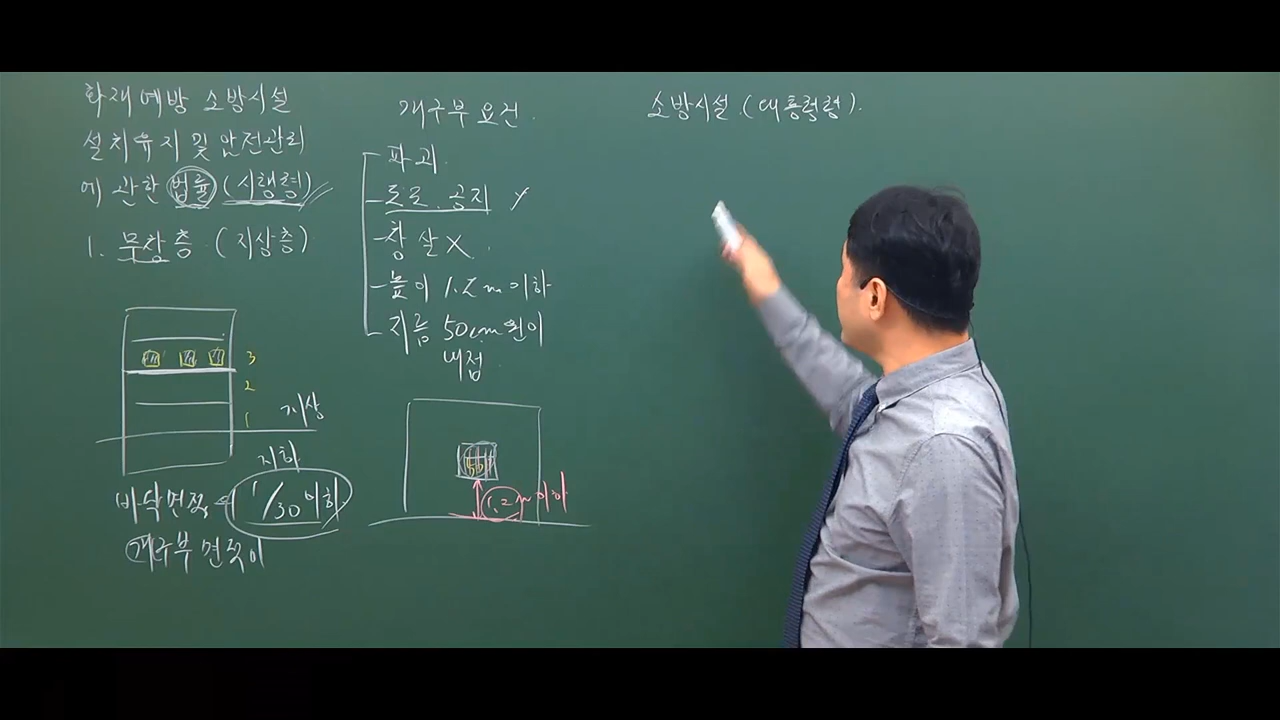 화재예방 소방시설
설치유지 및 안전관리
에 관한 법률 (시행령)
1. 무창층 (지상층)
3
2
1
지상
지하
바닥면적의 1/30 이하
개구부 면적이
개구부 요건.
파괴.
도로. 공지
창살 X.
높이 1.2m 이하
지름 50cm 원이
내접
50
1.2m 이하
소방시설.(대통령령).